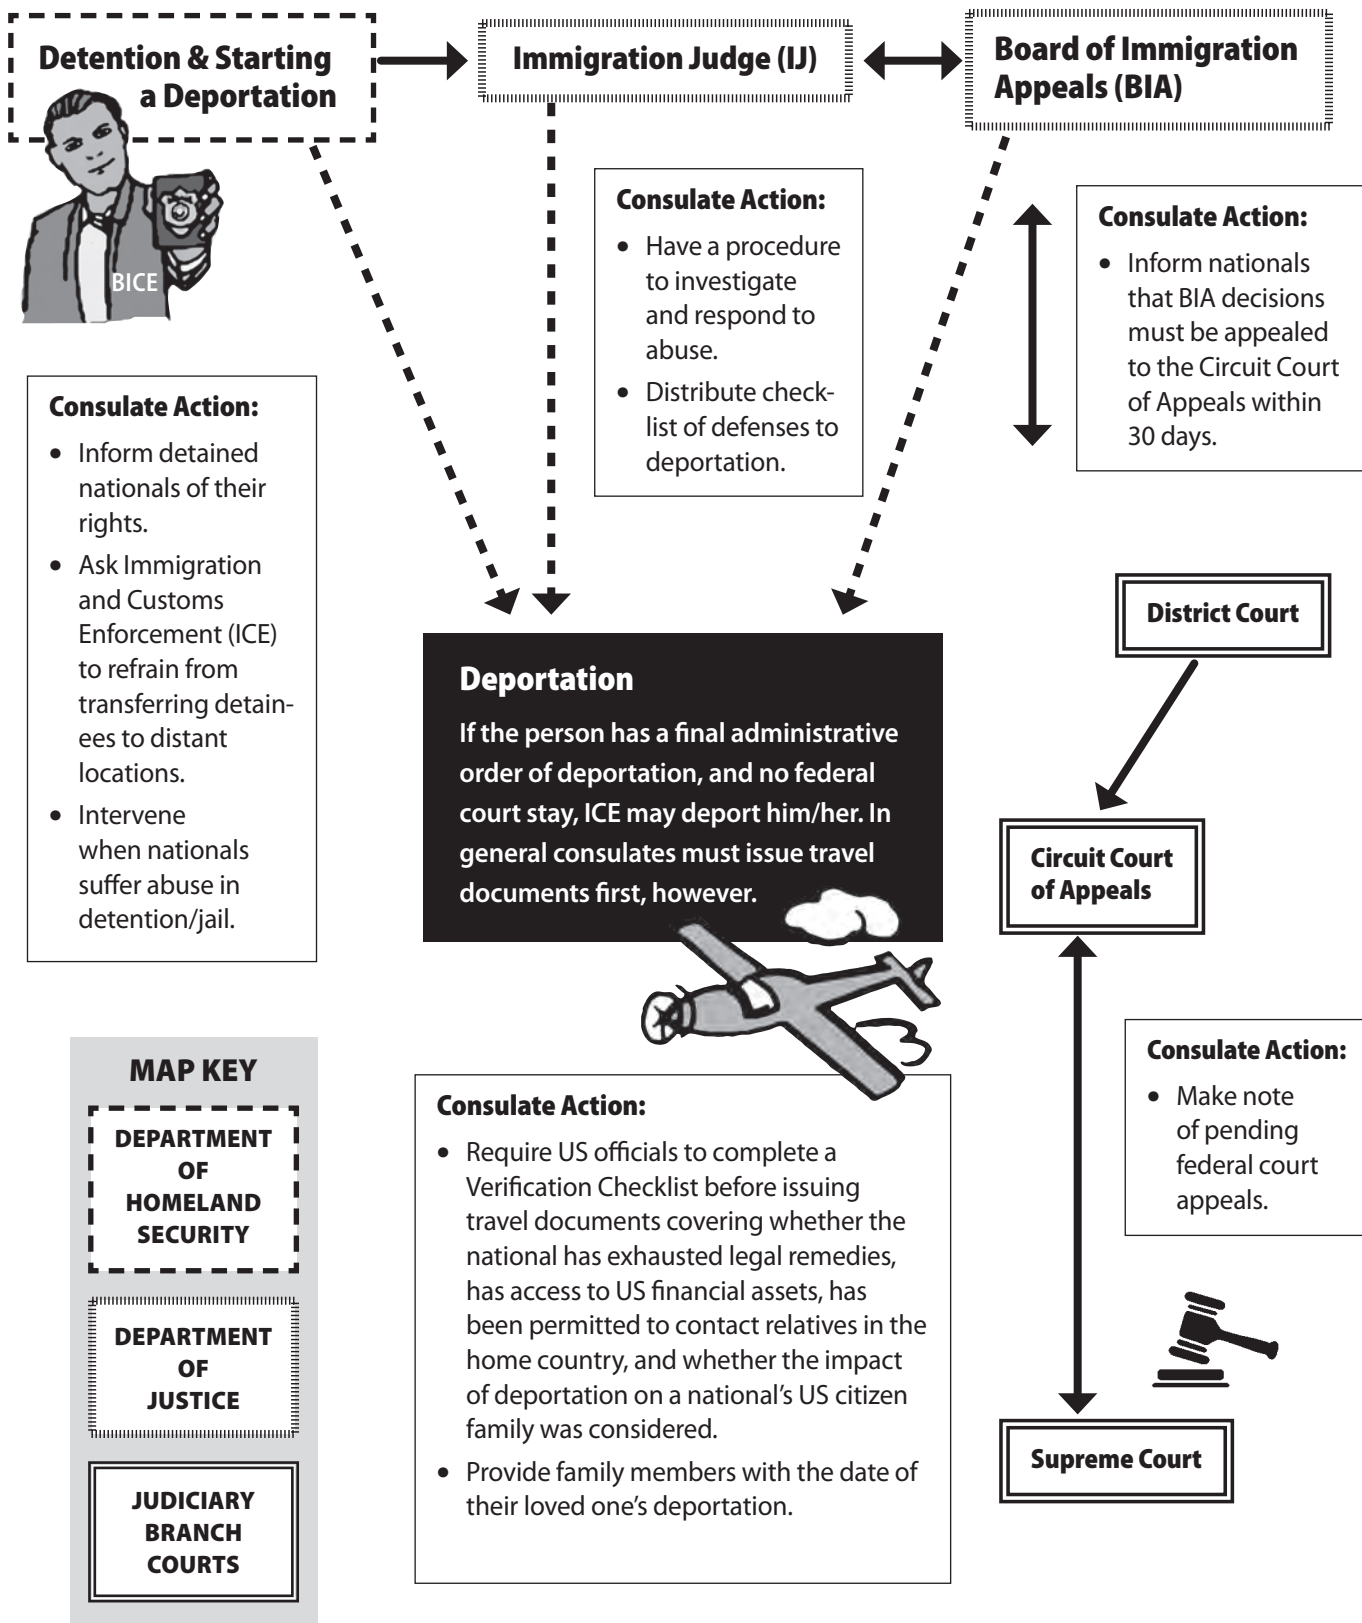 Detention & Starting
a Deportation
Immigration Judge (IJ)
Board of Immigration
Appeals (BIA)
BICE
Consulate Action:
• Inform detained
nationals of their
rights.
• Ask Immigration
and Customs
Enforcement (ICE)
to refrain from
transferring detain-
ees to distant
locations.
• Intervene
when nationals
suffer abuse in
detention/jail.
Consulate Action:
• Have a procedure
to investigate
and respond to
abuse.
• Distribute check-
list of defenses to
deportation.
Consulate Action:
• Inform nationals
that BIA decisions
must be appealed
to the Circuit Court
of Appeals within
30 days.
Deportation
If the person has a final administrative
order of deportation, and no federal
court stay, ICE may deport him/her. In
general consulates must issue travel
documents first, however.
District Court
Circuit Court
of Appeals
Consulate Action:
• Make note
of pending
federal court
appeals.
Supreme Court
Consulate Action:
• Require US officials to complete a
Verification Checklist before issuing
travel documents covering whether the
national has exhausted legal remedies,
has access to US financial assets, has
been permitted to contact relatives in the
home country, and whether the impact
of deportation on a national's US citizen
family was considered.
• Provide family members with the date of
their loved one's deportation.
MAP KEY
DEPARTMENT
OF
HOMELAND
SECURITY
DEPARTMENT
OF
JUSTICE
JUDICIARY
BRANCH
COURTS